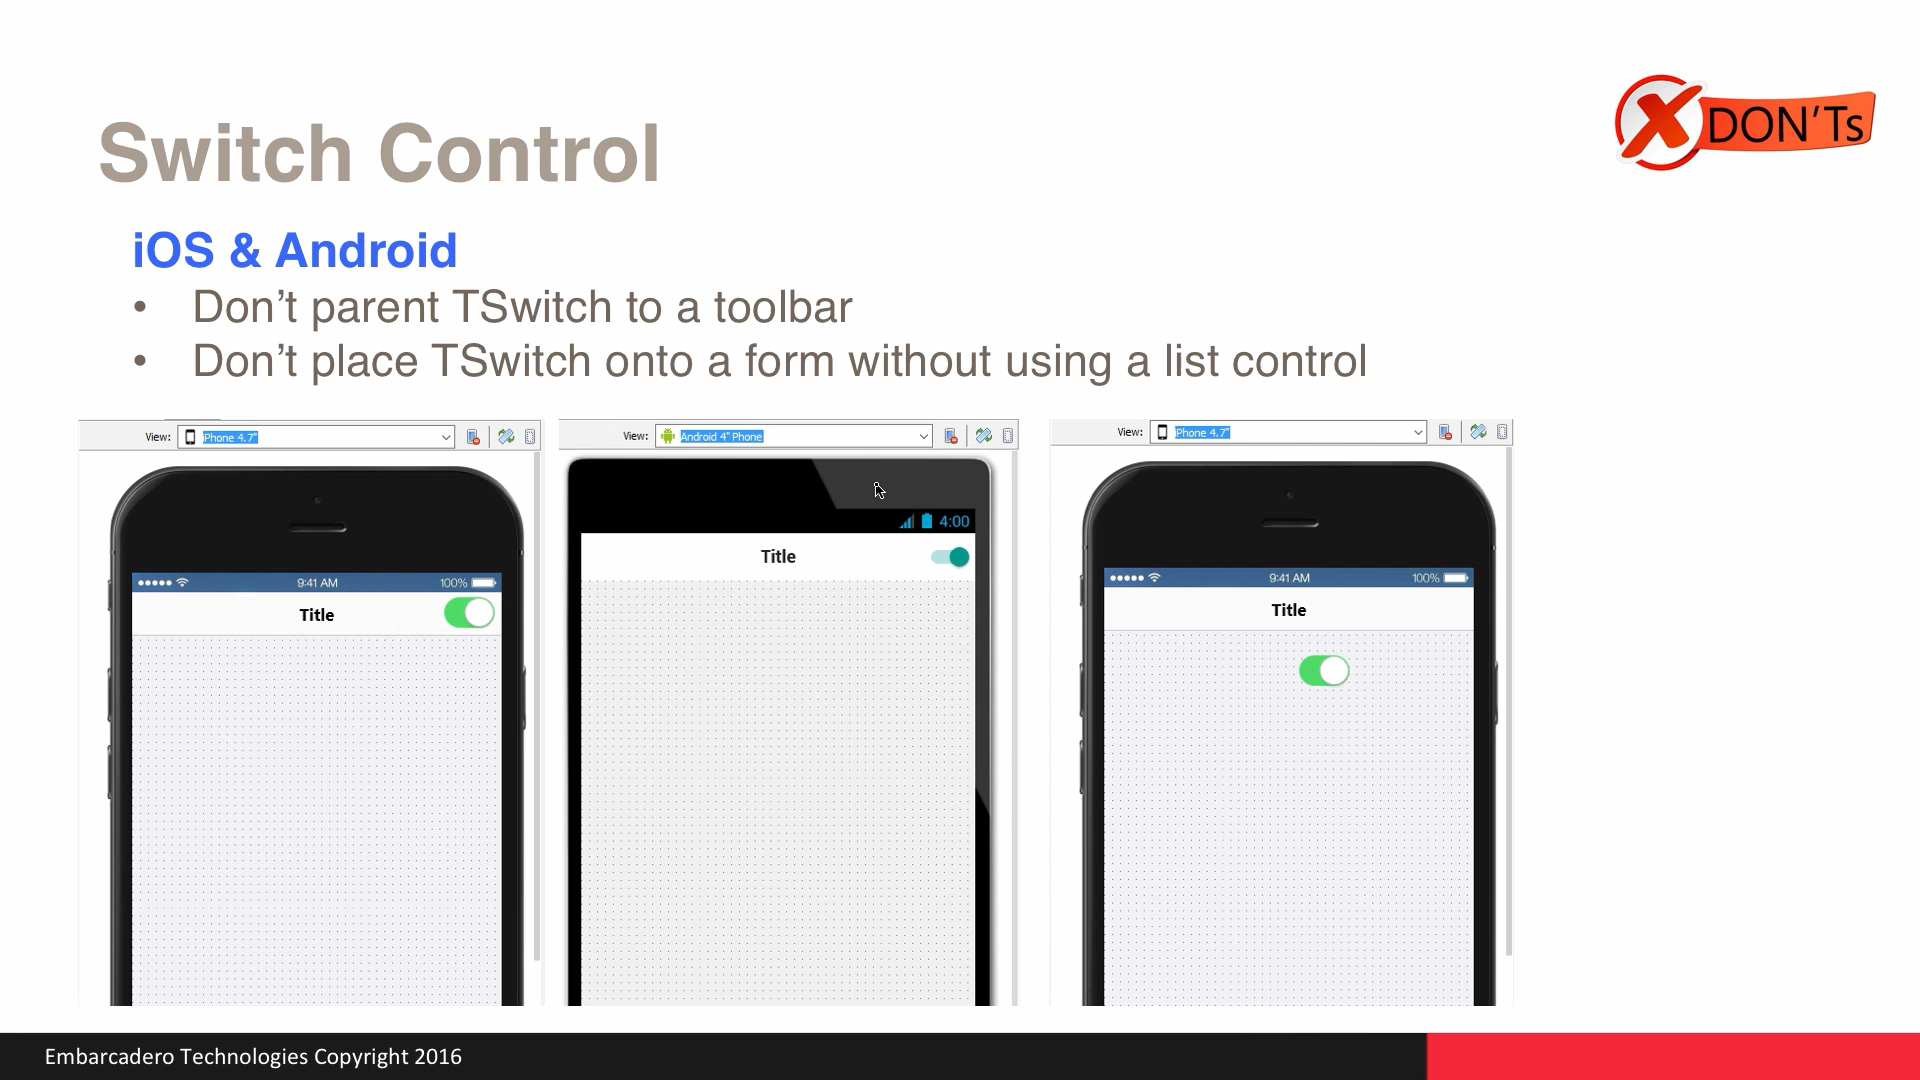 DON'Ts
Switch Control
iOS & Android
• Don't parent TSwitch to a toolbar
• Don't place TSwitch onto a form without using a list control
View: iPhone 4.7"
9:41 AM 100%
Title
View: Android 4" Phone
4:00
Title
View: iPhone 4.7"
9:41 AM 100%
Title
Embarcadero Technologies Copyright 2016